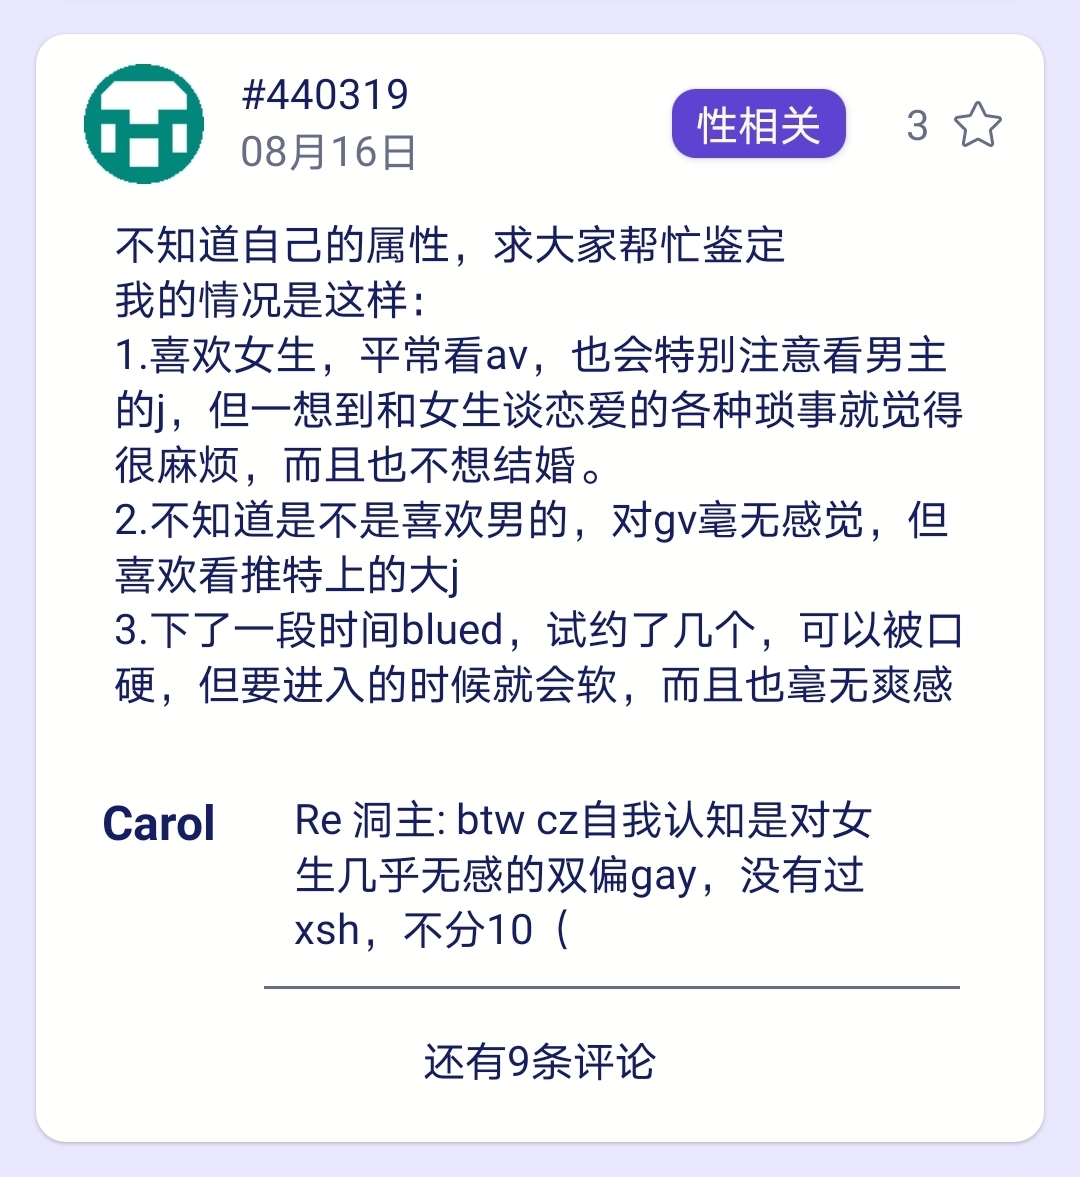 #440319
08月16日
性相关
3
不知道自己的属性，求大家帮忙鉴定
我的情况是这样：
1.喜欢女生，平常看av，也会特别注意看男主
的j，但一想到和女生谈恋爱的各种琐事就觉得
很麻烦，而且也不想结婚。
2.不知道是不是喜欢男的，对gv毫无感觉，但
喜欢看推特上的大j
3.下了一段时间blued，试约了几个，可以被口
硬，但要进入的时候就会软，而且也毫无爽感
Carol
Re 洞主: btw cz自我认知是对女
生几乎无感的双偏gay，没有过
xsh，不分10（
还有9条评论